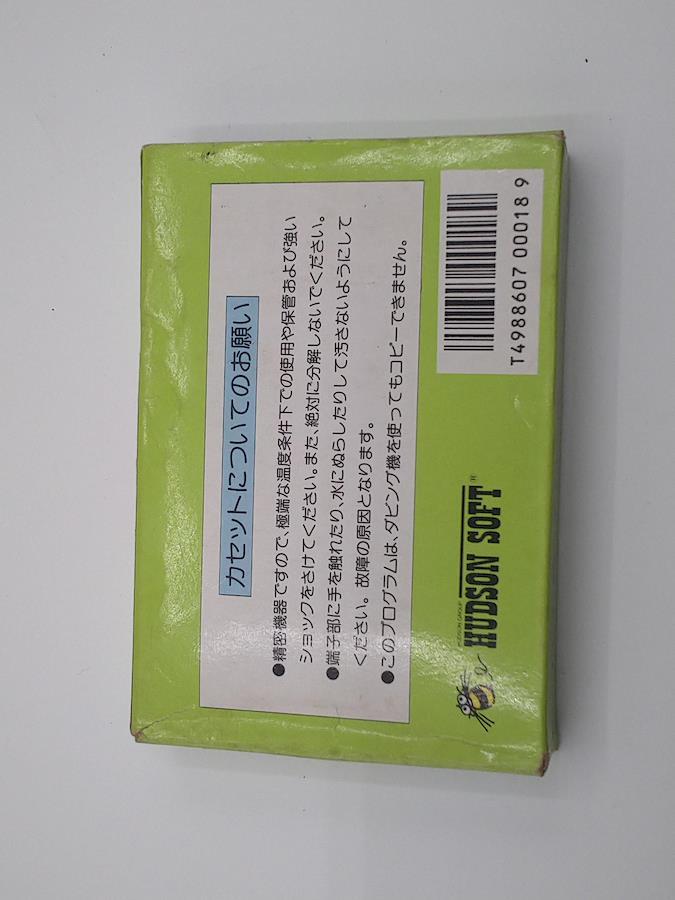 カセットについてのお願い
●精密機器ですので、極端な温度条件下での使用や保管および強い
ショックをさけてください。また、絶対に分解しないでください。
●端子部に手を触れたり、水にぬらしたりして汚さないようにして
ください。故障の原因となります。
●このプログラムは、ダビング機を使ってもコピーできません。
HUDSON GROUP
HUDSON SOFT®
T4988607 000018 9